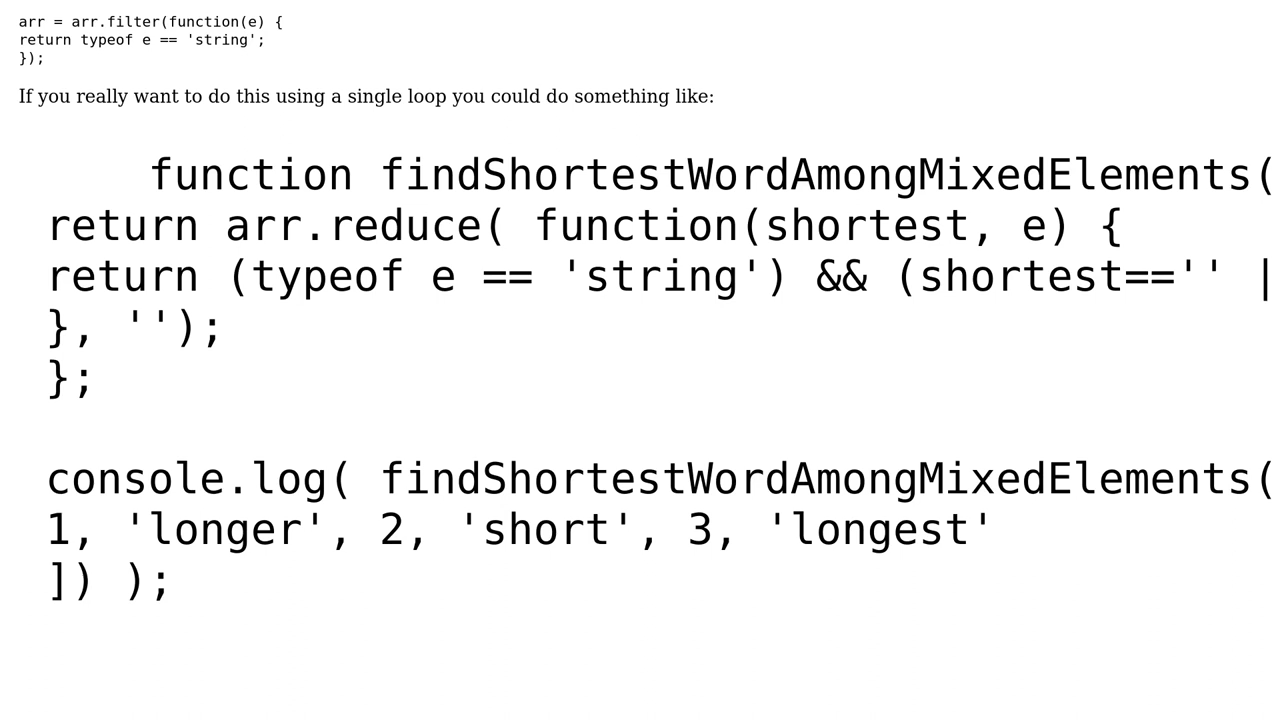 arr = arr.filter(function(e) {
return typeof e == 'string';
});
If you really want to do this using a single loop you could do something like:
function findShortestWordAmongMixedElements(
return arr.reduce( function(shortest, e) {
return (typeof e == 'string') && (shortest=='' |
}, '');
};
console.log( findShortestWordAmongMixedElements(
1, 'longer', 2, 'short', 3, 'longest'
]) );